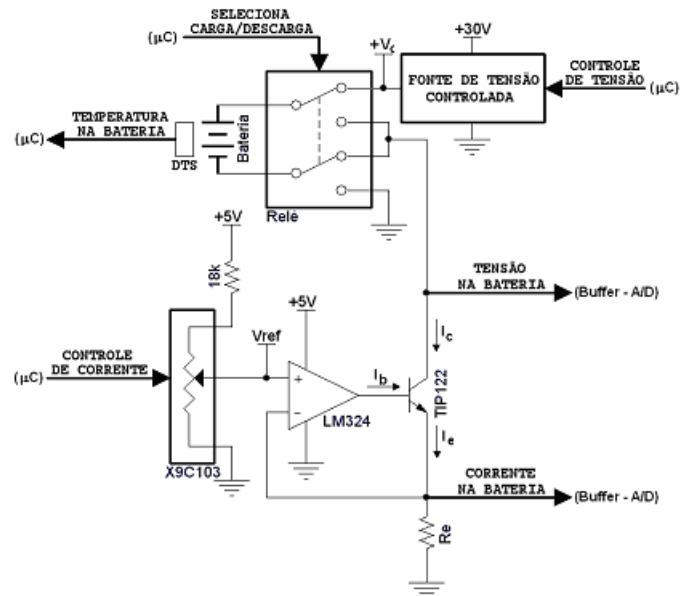 SELECIONA
CARGA/DESCARGA
(µC)
+30V
FONTE DE TENSÃO
CONTROLADA
CONTROLE
DE TENSÃO
(µC)
TEMPERATURA
NA BATERIA
(µC)
DTS
Bateria
Relé
+5V
18k
TENSÃO
NA BATERIA
(Buffer - A/D)
+5V
Vref
Ic
CONTROLE
DE CORRENTE
(µC)
+
−
Ib
TIP122
LM324
Ie
X9C103
CORRENTE
NA BATERIA
(Buffer - A/D)
Re